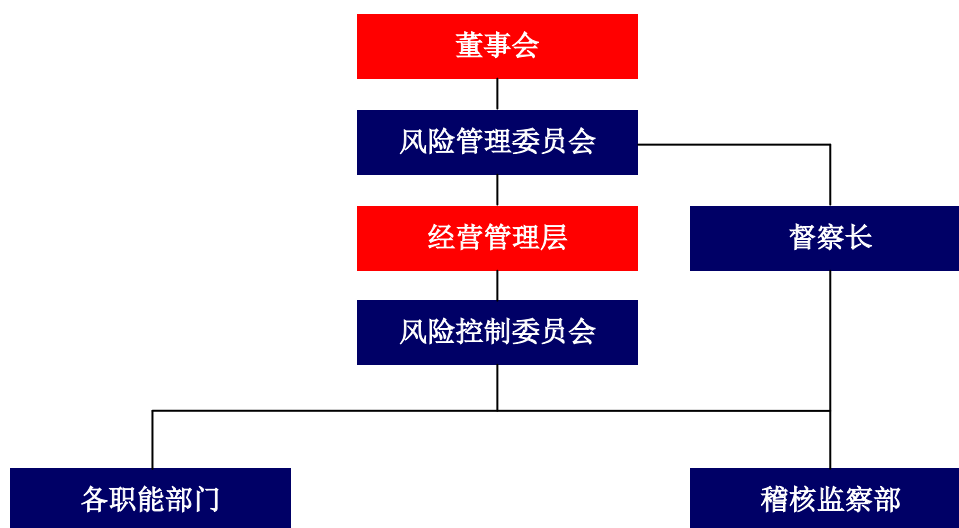 董事会
风险管理委员会
经营管理层
督察长
风险控制委员会
各职能部门
稽核监察部